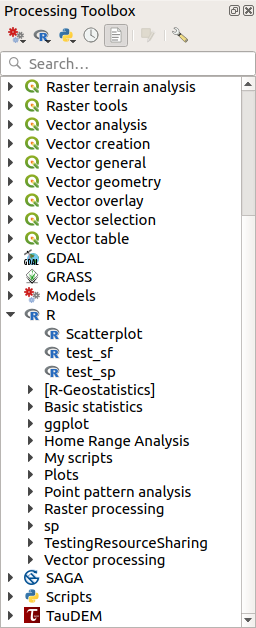 Processing Toolbox
Search...
Raster terrain analysis
Raster tools
Vector analysis
Vector creation
Vector general
Vector geometry
Vector overlay
Vector selection
Vector table
GDAL
GRASS
Models
R
Scatterplot
test_sf
test_sp
[R-Geostatistics]
Basic statistics
ggplot
Home Range Analysis
My scripts
Plots
Point pattern analysis
Raster processing
sp
TestingResourceSharing
Vector processing
SAGA
Scripts
TauDEM